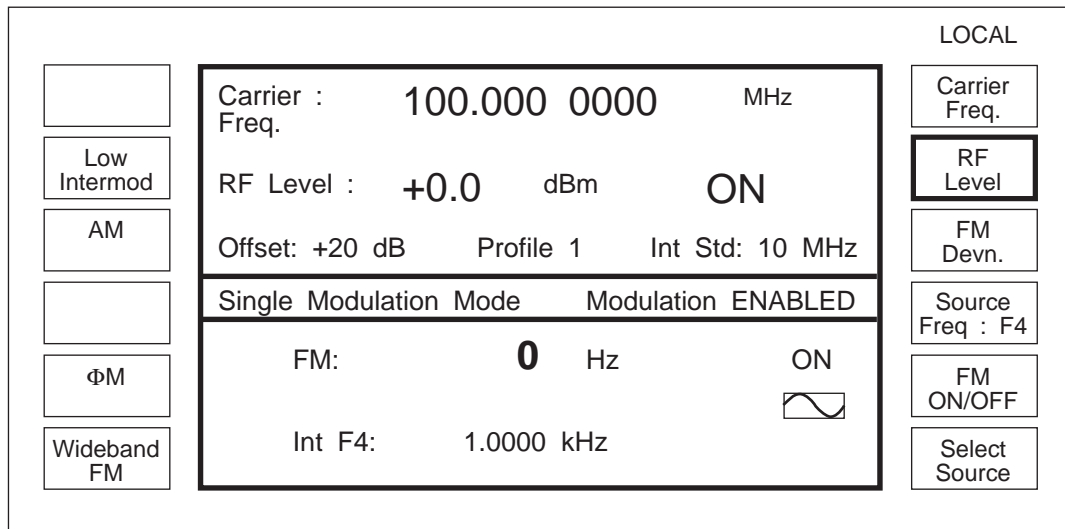 LOCAL
Carrier :
Freq.
100.000 0000 MHz
RF Level : +0.0 dBm ON
Offset: +20 dB Profile 1 Int Std: 10 MHz
Single Modulation Mode Modulation ENABLED
FM: 0 Hz ON
Int F4: 1.0000 kHz
Low
Intermod
AM
ΦM
Wideband
FM
Carrier
Freq.
RF
Level
FM
Devn.
Source
Freq : F4
FM
ON/OFF
Select
Source